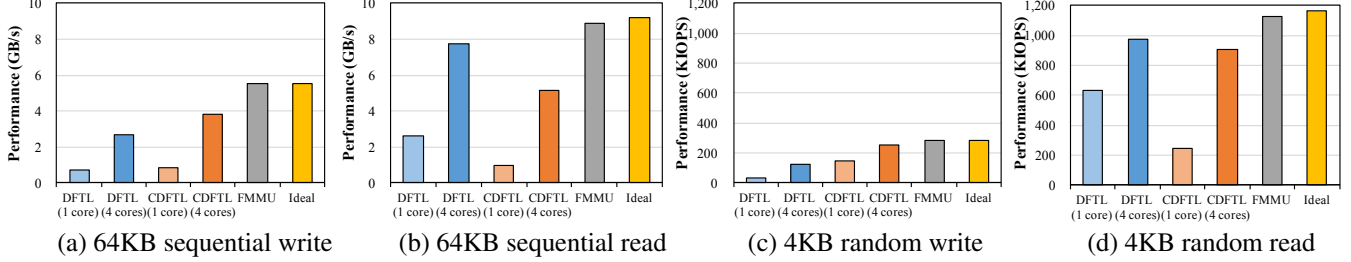 Performance (GB/s)
10
8
6
4
2
0
DFTL (1 core)
DFTL (4 cores)
CDFTL (1 core)
CDFTL (4 cores)
FMMU
Ideal
(a) 64KB sequential write
Performance (GB/s)
10
8
6
4
2
0
DFTL (1 core)
DFTL (4 cores)
CDFTL (1 core)
CDFTL (4 cores)
FMMU
Ideal
(b) 64KB sequential read
Performance (KIOPS)
1,200
1,000
800
600
400
200
0
DFTL (1 core)
DFTL (4 cores)
CDFTL (1 core)
CDFTL (4 cores)
FMMU
Ideal
(c) 4KB random write
Performance (KIOPS)
1,200
1,000
800
600
400
200
0
DFTL (1 core)
DFTL (4 cores)
CDFTL (1 core)
CDFTL (4 cores)
FMMU
Ideal
(d) 4KB random read